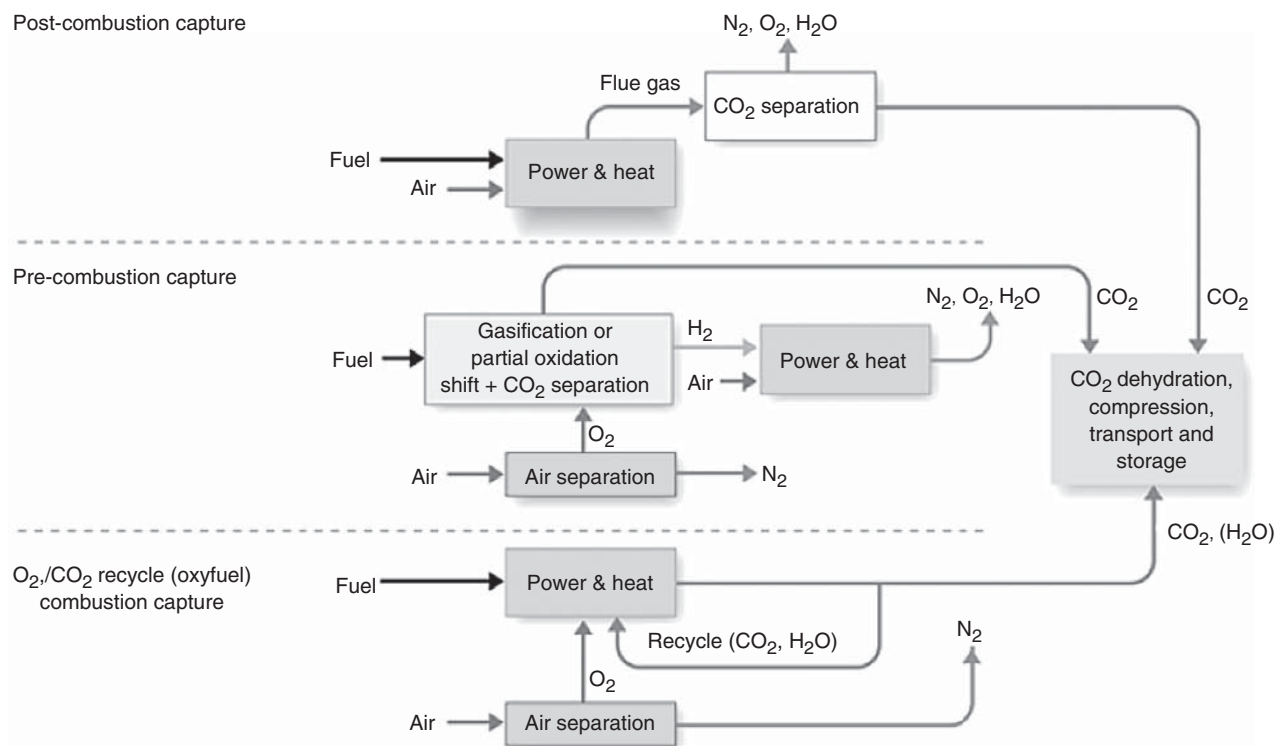 Post-combustion capture
N2, O2, H2O
Flue gas
CO2 separation
Fuel
Power & heat
Air
Pre-combustion capture
CO2
CO2
N2, O2, H2O
Gasification or
partial oxidation
shift + CO2 separation
H2
Fuel
Power & heat
Air
CO2 dehydration,
compression,
transport and
storage
O2
Air
Air separation
N2
CO2, (H2O)
O2,/CO2 recycle (oxyfuel)
combustion capture
Fuel
Power & heat
Recycle (CO2, H2O)
N2
O2
Air
Air separation